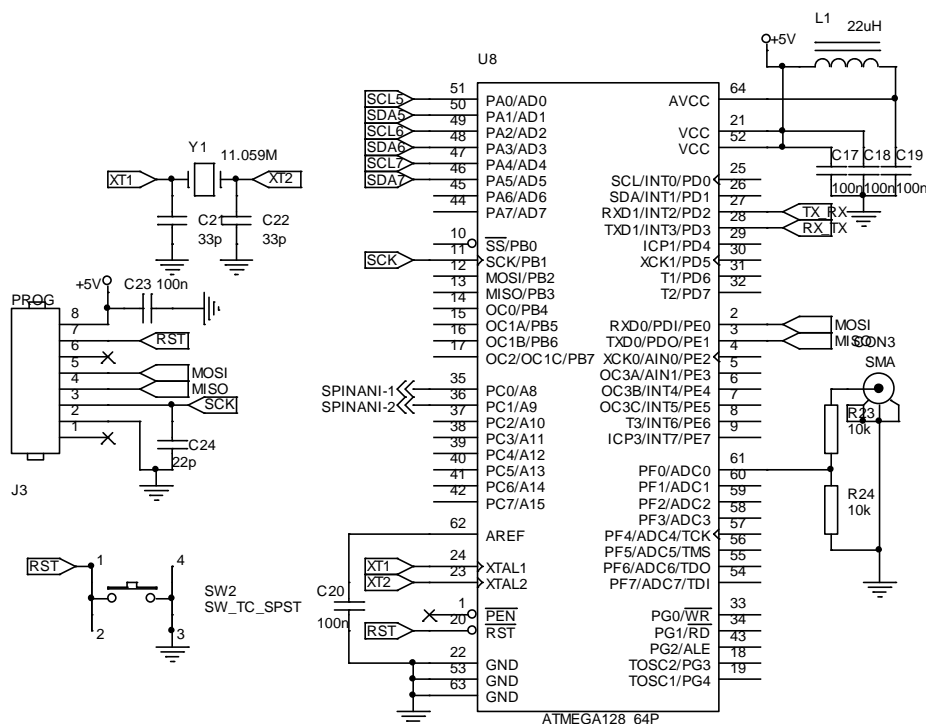 L1
22uH
+5V
U8
51 PA0/AD0
50 PA1/AD1
49 PA2/AD2
48 PA3/AD3
47 PA4/AD4
46 PA5/AD5
45 PA6/AD6
44 PA7/AD7
SCL5
SDA5
SCL6
SDA6
SCL7
SDA7
AVCC 64
VCC 21
VCC 52
C17 C18 C19
100n 100n 100n
Y1
11.059M
XT1
XT2
C21
33p
C22
33p
SCK
10 SS/PB0
11 SCK/PB1
12 MOSI/PB2
13 MISO/PB3
14 OC0/PB4
15 OC1A/PB5
16 OC1B/PB6
17 OC2/OC1C/PB7
SCL/INT0/PD0 25
SDA/INT1/PD1 26
RXD1/INT2/PD2 27
TXD1/INT3/PD3 28
ICP1/PD4 29
XCK1/PD5 30
T1/PD6 31
T2/PD7 32
TX_RX
RX_TX
+5V
C23 100n
PROG
8
7
6
5
4
3
2
1
RST
MOSI
MISO
SCK
C24
22p
J3
RXD0/PDI/PE0 2
TXD0/PDO/PE1 3
XCK0/AIN0/PE2 4
OC3A/AIN1/PE3 5
OC3B/INT4/PE4 6
OC3C/INT5/PE5 7
T3/INT6/PE6 8
ICP3/INT7/PE7 9
MOSI
MISO
CON3
SMA
R23
10k
R24
10k
SPINANI-1
SPINANI-2
35 PC0/A8
36 PC1/A9
37 PC2/A10
38 PC3/A11
39 PC4/A12
40 PC5/A13
41 PC6/A14
42 PC7/A15
PF0/ADC0 61
PF1/ADC1 60
PF2/ADC2 59
PF3/ADC3 58
PF4/ADC4/TCK 57
PF5/ADC5/TMS 56
PF6/ADC6/TDO 55
PF7/ADC7/TDI 54
62 AREF
XT1
XT2
24 XTAL1
23 XTAL2
C20
100n
1 PEN
RST
20 RST
22 GND
53 GND
63 GND
PG0/WR 33
PG1/RD 34
PG2/ALE 43
TOSC2/PG3 18
TOSC1/PG4 19
RST
1
4
2
3
SW2
SW_TC_SPST
ATMEGA128_64P